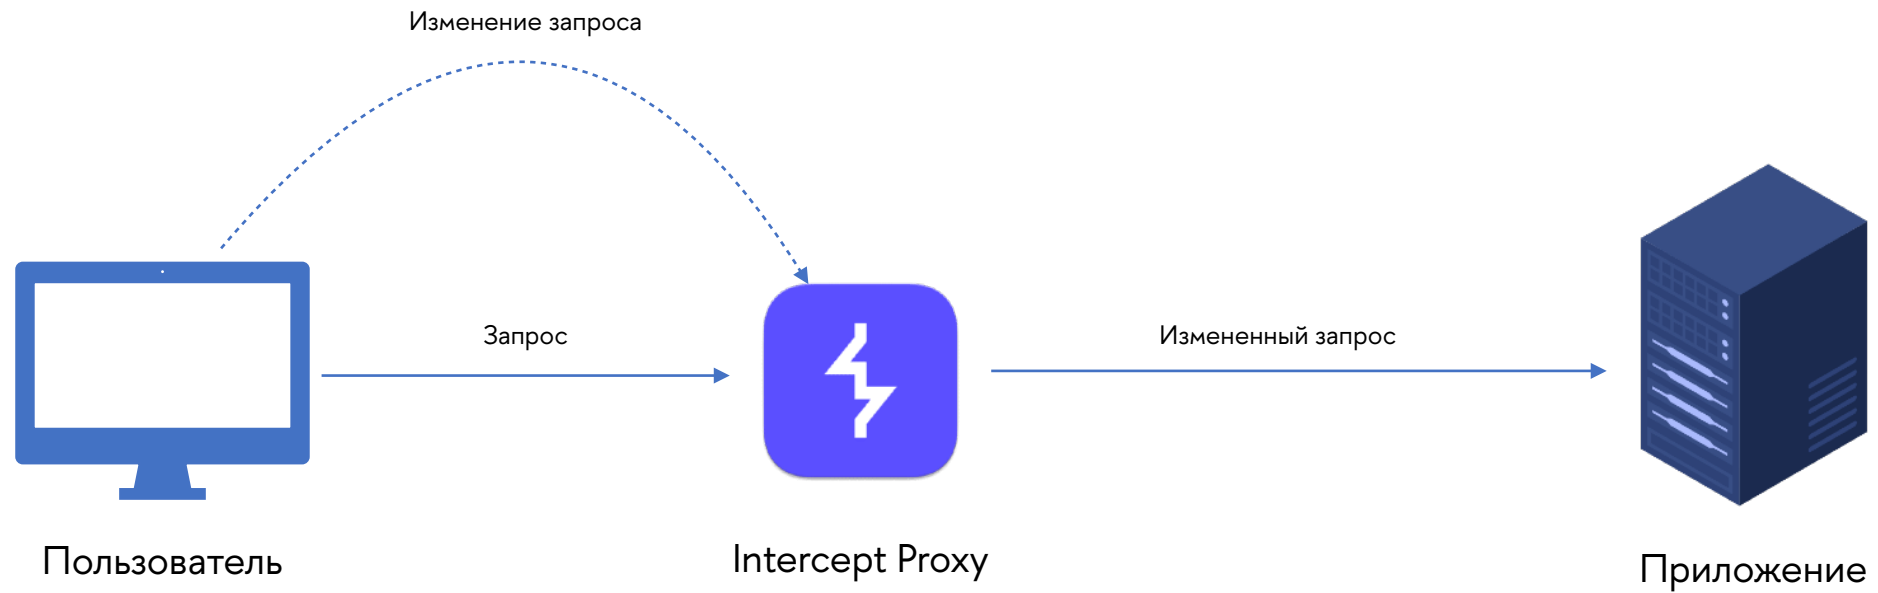 Изменение запроса
Запрос
Измененный запрос
Пользователь
Intercept Proxy
Приложение